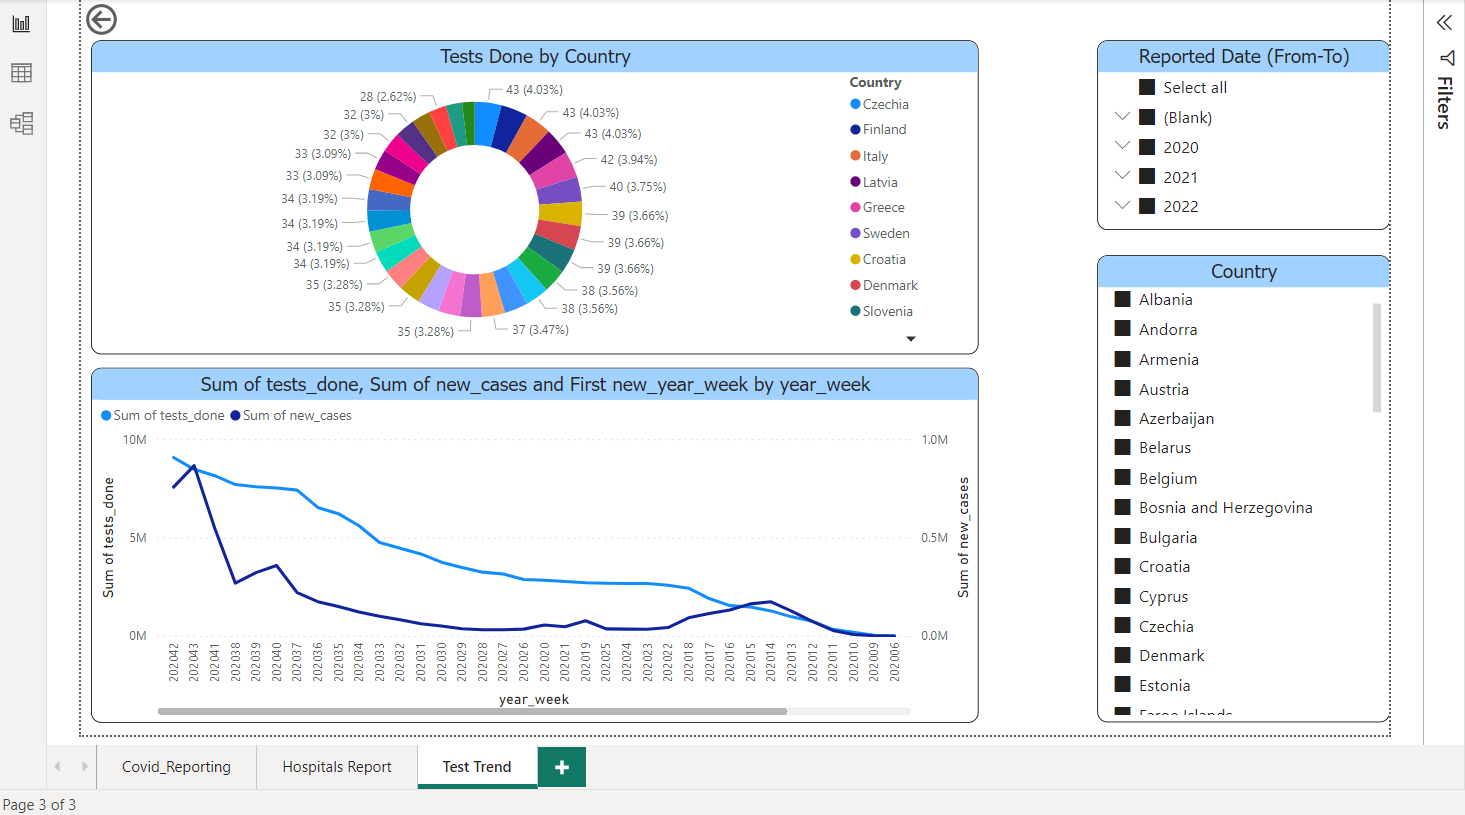 Tests Done by Country
28 (2.62%)
32 (3%)
32 (3%)
33 (3.09%)
33 (3.09%)
34 (3.19%)
34 (3.19%)
34 (3.19%)
34 (3.19%)
35 (3.28%)
35 (3.28%)
35 (3.28%)
43 (4.03%)
43 (4.03%)
43 (4.03%)
42 (3.94%)
40 (3.75%)
39 (3.66%)
39 (3.66%)
39 (3.66%)
38 (3.56%)
38 (3.56%)
37 (3.47%)
Country
Czechia
Finland
Italy
Latvia
Greece
Sweden
Croatia
Denmark
Slovenia
Sum of tests_done, Sum of new_cases and First new_year_week by year_week
Sum of tests_done Sum of new_cases
10M
5M
0M
Sum of tests_done
1.0M
0.5M
0.0M
Sum of new_cases
202042
202043
202041
202038
202039
202040
202037
202036
202035
202034
202033
202032
202031
202030
202029
202028
202027
202026
202020
202021
202019
202025
202024
202023
202022
202018
202017
202016
202015
202014
202013
202012
202011
202010
202009
202006
year_week
Reported Date (From-To)
Select all
(Blank)
2020
2021
2022
Country
Albania
Andorra
Armenia
Austria
Azerbaijan
Belarus
Belgium
Bosnia and Herzegovina
Bulgaria
Croatia
Cyprus
Czechia
Denmark
Estonia
Faroe Islands
Filters
Covid_Reporting
Hospitals Report
Test Trend
+
Page 3 of 3